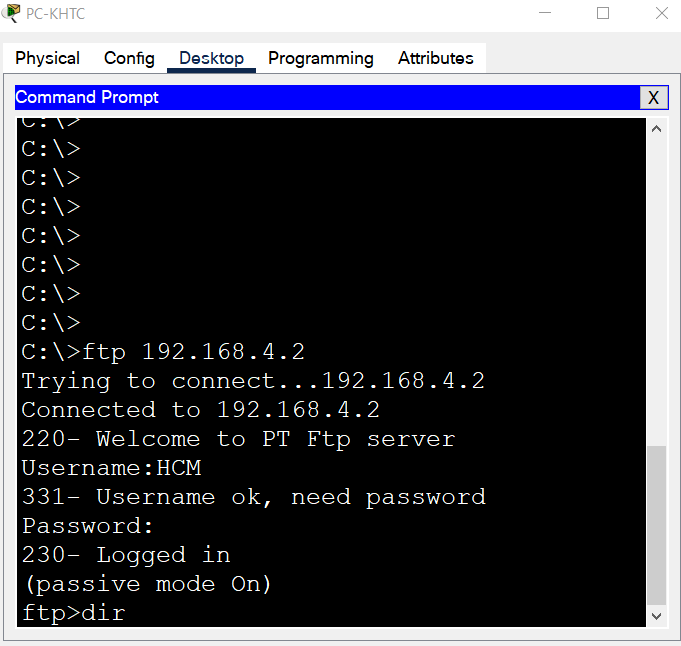 PC-KHTC
Physical Config Desktop Programming Attributes
Command Prompt X
C:\>
C:\>
C:\>
C:\>
C:\>
C:\>
C:\>
C:\>
C:\>ftp 192.168.4.2
Trying to connect...192.168.4.2
Connected to 192.168.4.2
220- Welcome to PT Ftp server
Username:HCM
331- Username ok, need password
Password:
230- Logged in
(passive mode On)
ftp>dir